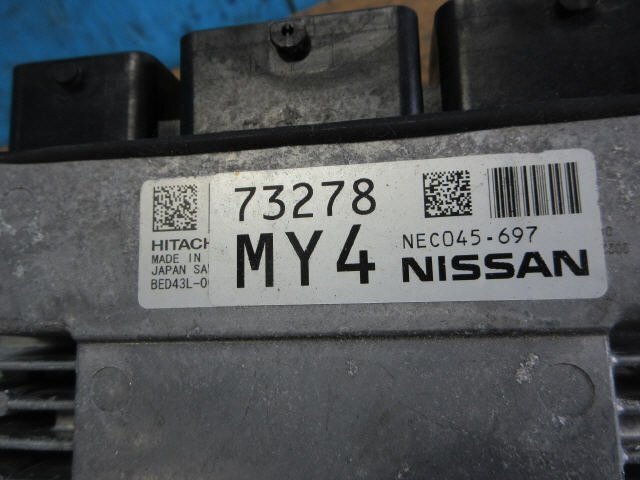 73278
MY4
NEC045-697
NISSAN
HITACH
MADE IN
JAPAN SA
BED43L-0